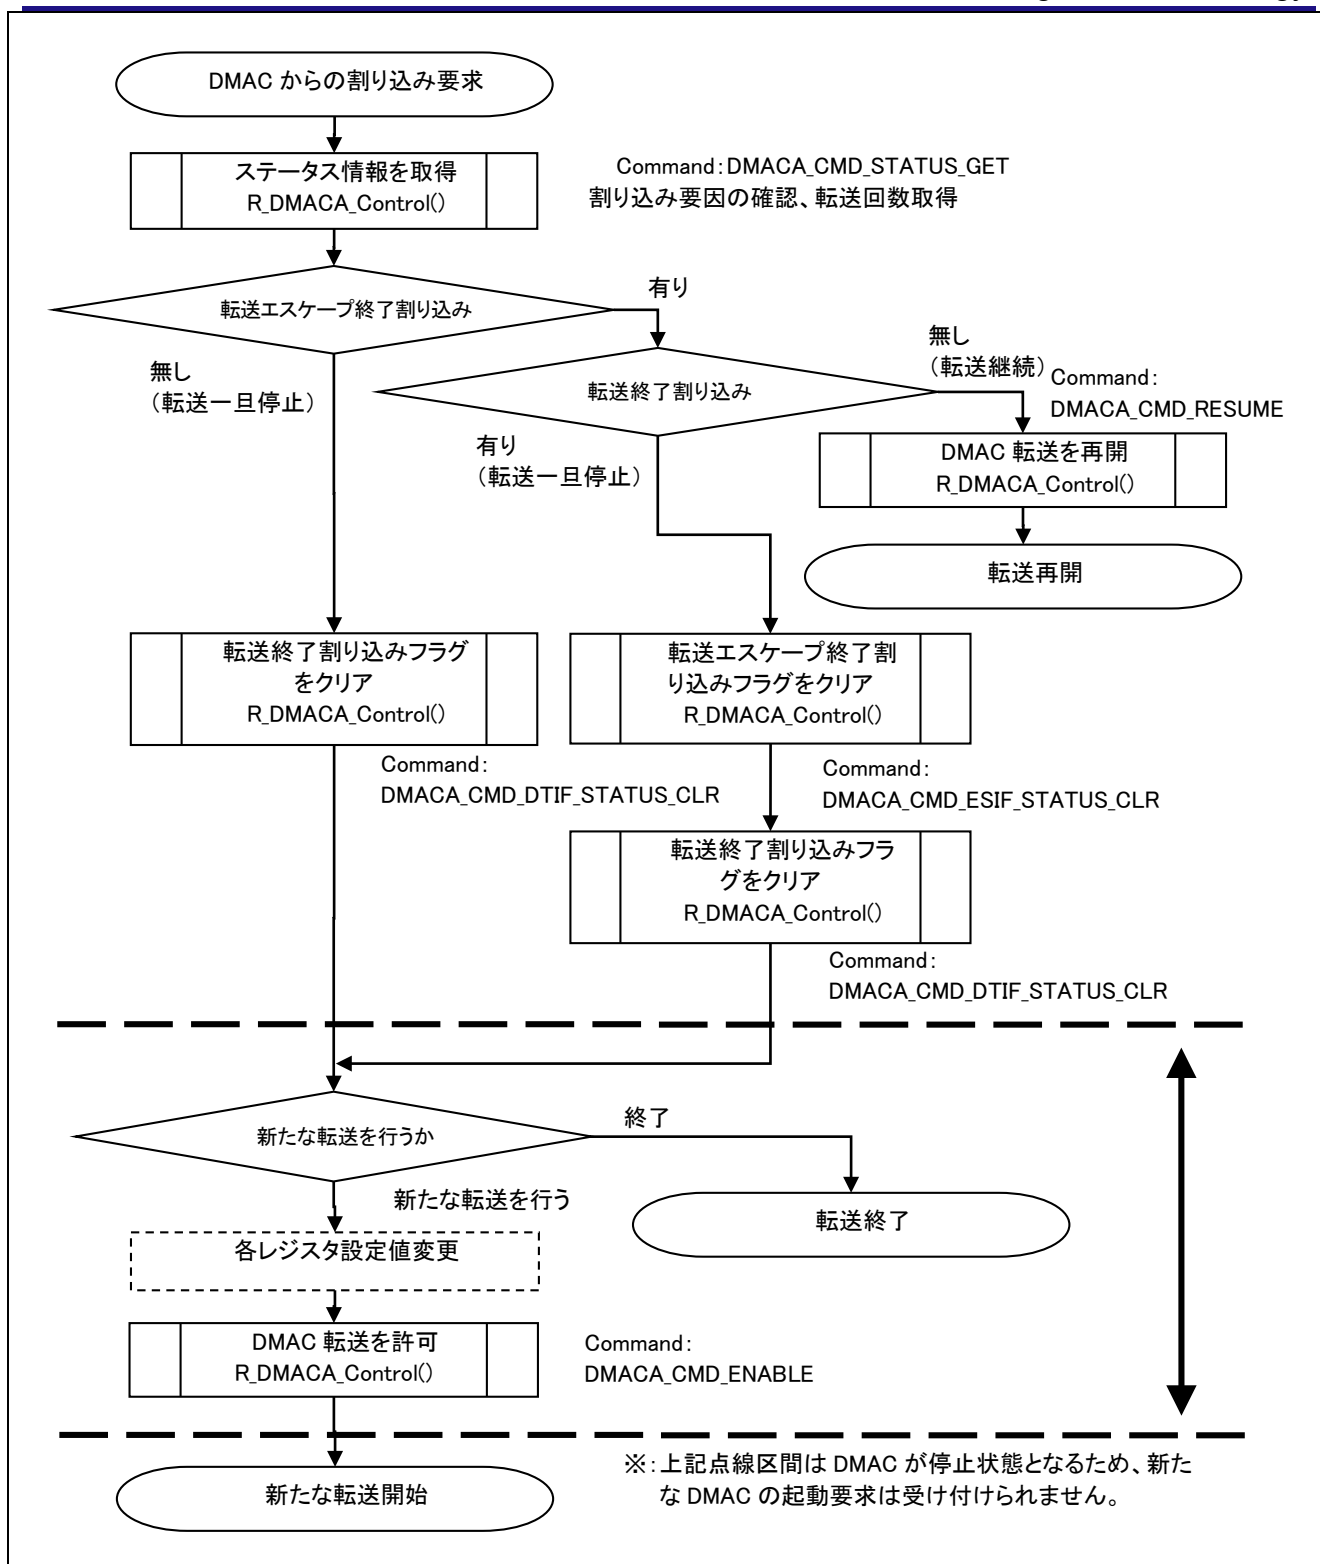 DMAC からの割り込み要求
ステータス情報を取得
R_DMACA_Control()
Command：DMACA_CMD_STATUS_GET
割り込み要因の確認、転送回数取得
転送エスケープ終了割り込み
有り
無し
（転送一旦停止）
転送終了割り込み
無し
（転送継続）
Command：
DMACA_CMD_RESUME
有り
（転送一旦停止）
DMAC 転送を再開
R_DMACA_Control()
転送再開
転送終了割り込みフラグ
をクリア
R_DMACA_Control()
Command：
DMACA_CMD_DTIF_STATUS_CLR
転送エスケープ終了割
り込みフラグをクリア
R_DMACA_Control()
Command：
DMACA_CMD_ESIF_STATUS_CLR
転送終了割り込みフラ
グをクリア
R_DMACA_Control()
Command：
DMACA_CMD_DTIF_STATUS_CLR
新たな転送を行うか
終了
新たな転送を行う
転送終了
各レジスタ設定値変更
DMAC 転送を許可
R_DMACA_Control()
Command：
DMACA_CMD_ENABLE
新たな転送開始
※：上記点線区間は DMAC が停止状態となるため、新た
な DMAC の起動要求は受け付けられません。